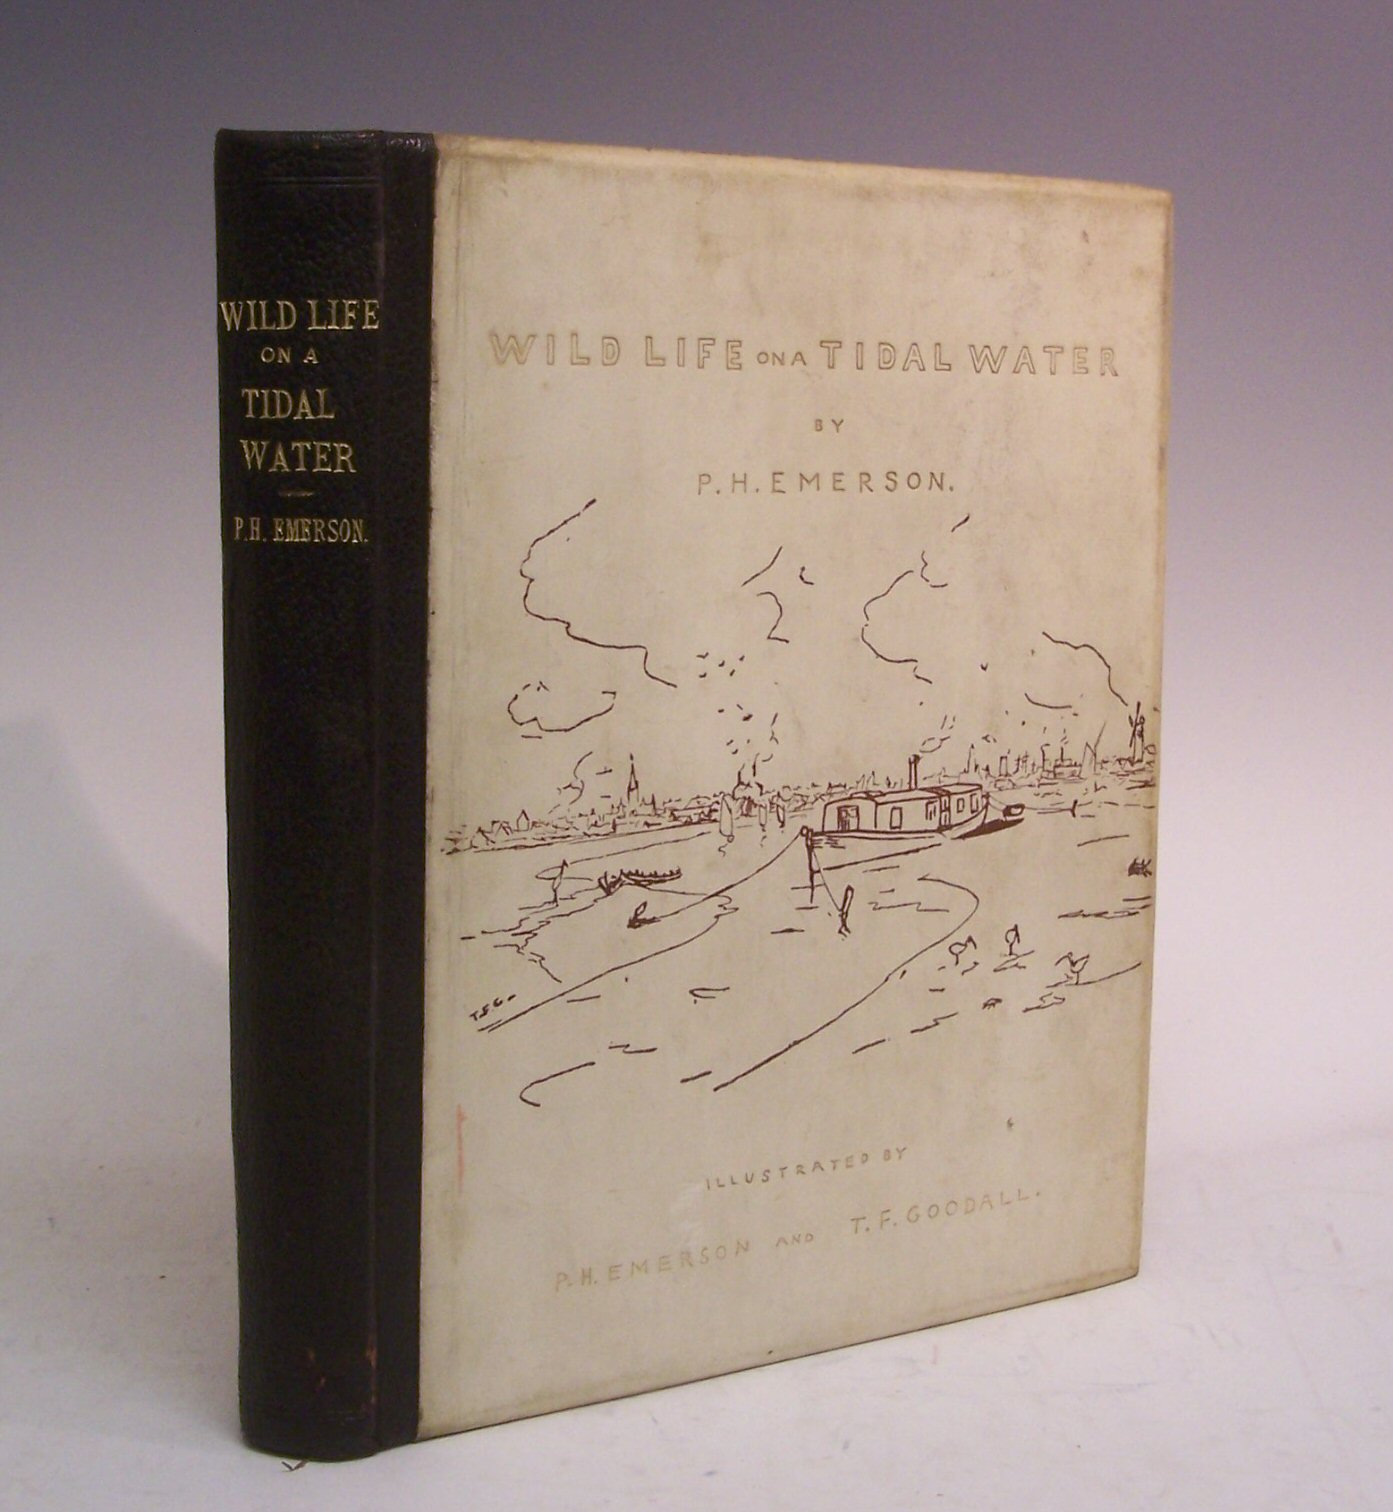 WILD LIFE
ON A
TIDAL
WATER
P.H. EMERSON.
WILD LIFE ON A TIDAL WATER
BY
P.H. EMERSON.
T.F.G.
ILLUSTRATED BY
P.H. EMERSON AND T.F. GOODALL.